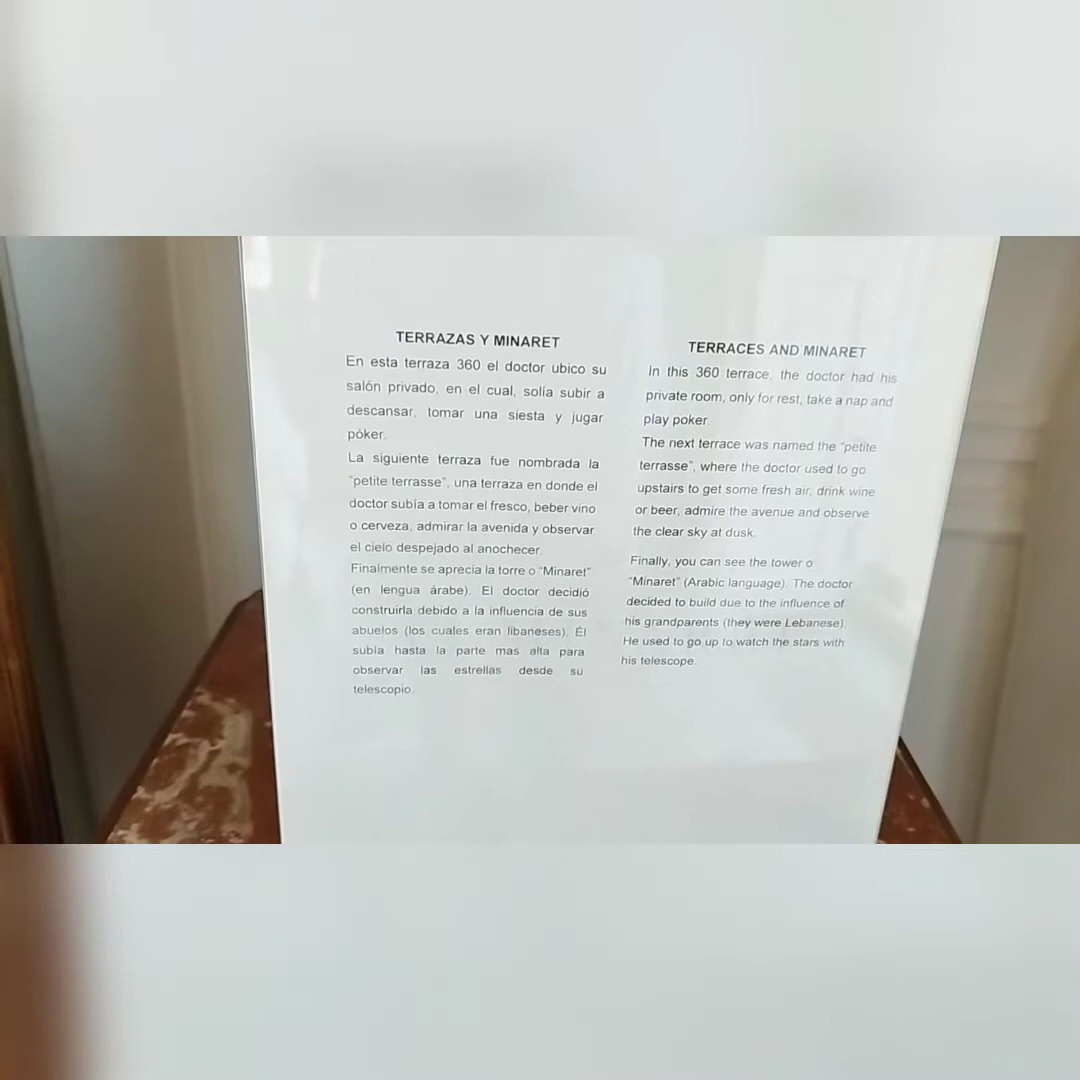 TERRAZAS Y MINARET
En esta terraza 360 el doctor ubico su
salón privado, en el cual, solía subir a
descansar, tomar una siesta y jugar
póker.
La siguiente terraza fue nombrada la
"petite terrasse", una terraza en donde el
doctor subía a tomar el fresco, beber vino
o cerveza, admirar la avenida y observar
el cielo despejado al anochecer.
Finalmente se aprecia la torre o "Minaret"
(en lengua árabe). El doctor decidió
construirla debido a la influencia de sus
abuelos (los cuales eran libaneses). Él
subía hasta la parte mas alta para
observar las estrellas desde su
telescopio.
TERRACES AND MINARET
In this 360 terrace, the doctor had his
private room, only for rest, take a nap and
play poker.
The next terrace was named the "petite
terrasse", where the doctor used to go
upstairs to get some fresh air, drink wine
or beer, admire the avenue and observe
the clear sky at dusk.
Finally, you can see the tower o
"Minaret" (Arabic language). The doctor
decided to build due to the influence of
his grandparents (they were Lebanese).
He used to go up to watch the stars with
his telescope.